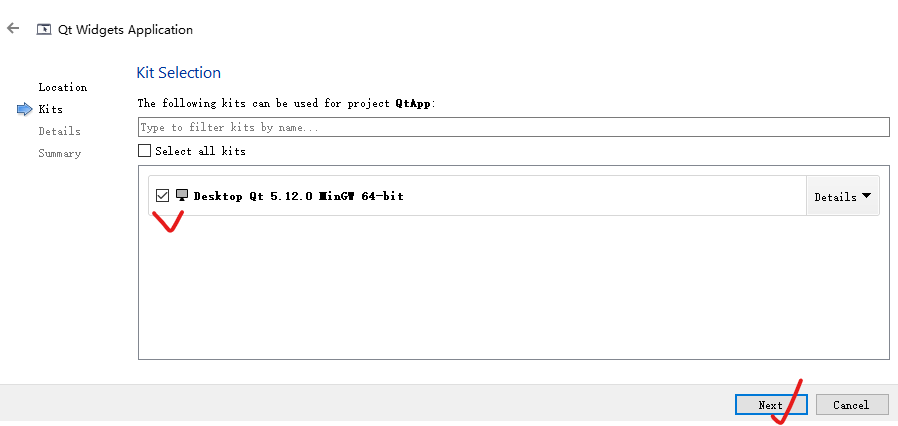 Qt Widgets Application
Location
Kits
Details
Summary
Kit Selection
The following kits can be used for project QtApp:
Type to filter kits by name...
Select all kits
Desktop Qt 5.12.0 MinGW 64-bit
Details
Next
Cancel